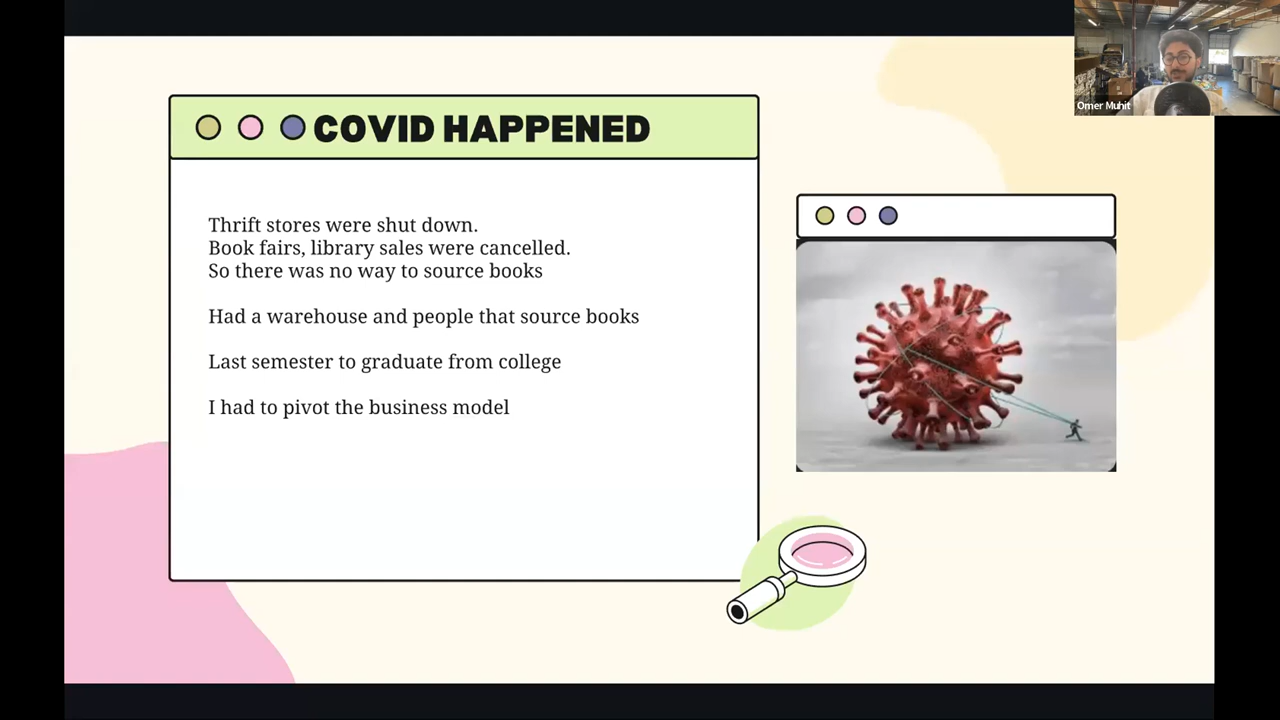 COVID HAPPENED
Thrift stores were shut down.
Book fairs, library sales were cancelled.
So there was no way to source books
Had a warehouse and people that source books
Last semester to graduate from college
I had to pivot the business model
Omer Muhit